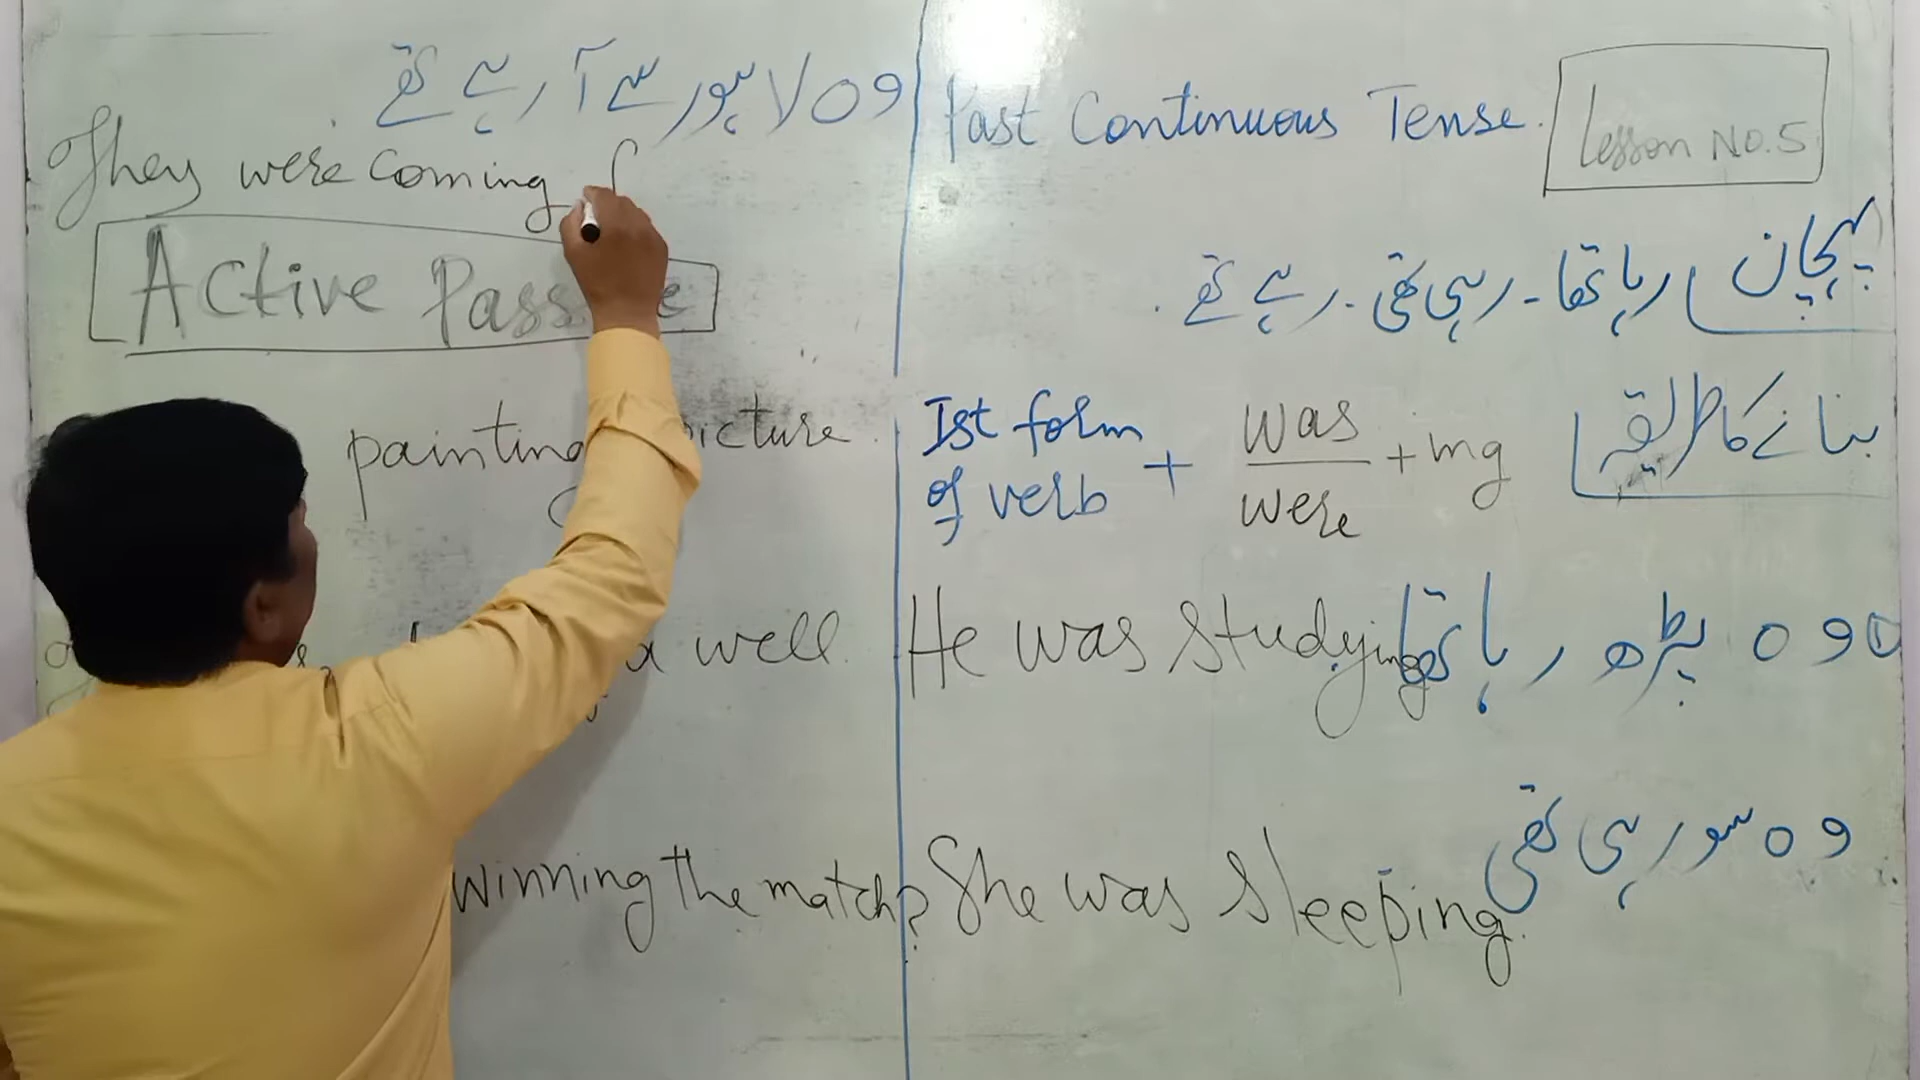 وہ لاہور سے آ رہے تھے .
They were coming f
Active Pass e
painting picture .
a well .
winning the match ?
Past Continuous Tense .
Lesson No. 5
پہچان رہا تھا - رہی تھی - رہے تھے .
بنانے کا طریقہ
Ist form of verb + was / were + ing
وہ پڑھ رہا تھا
He was studying
وہ سو رہی تھی
She was sleeping .